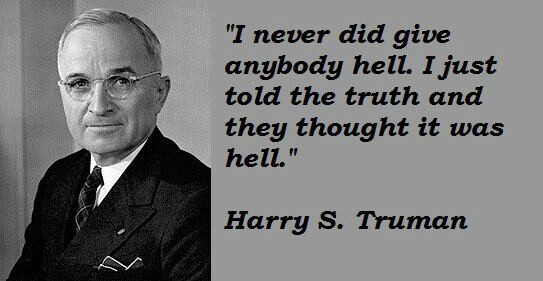 "I never did give
anybody hell. I just
told the truth and
they thought it was
hell."
Harry S. Truman